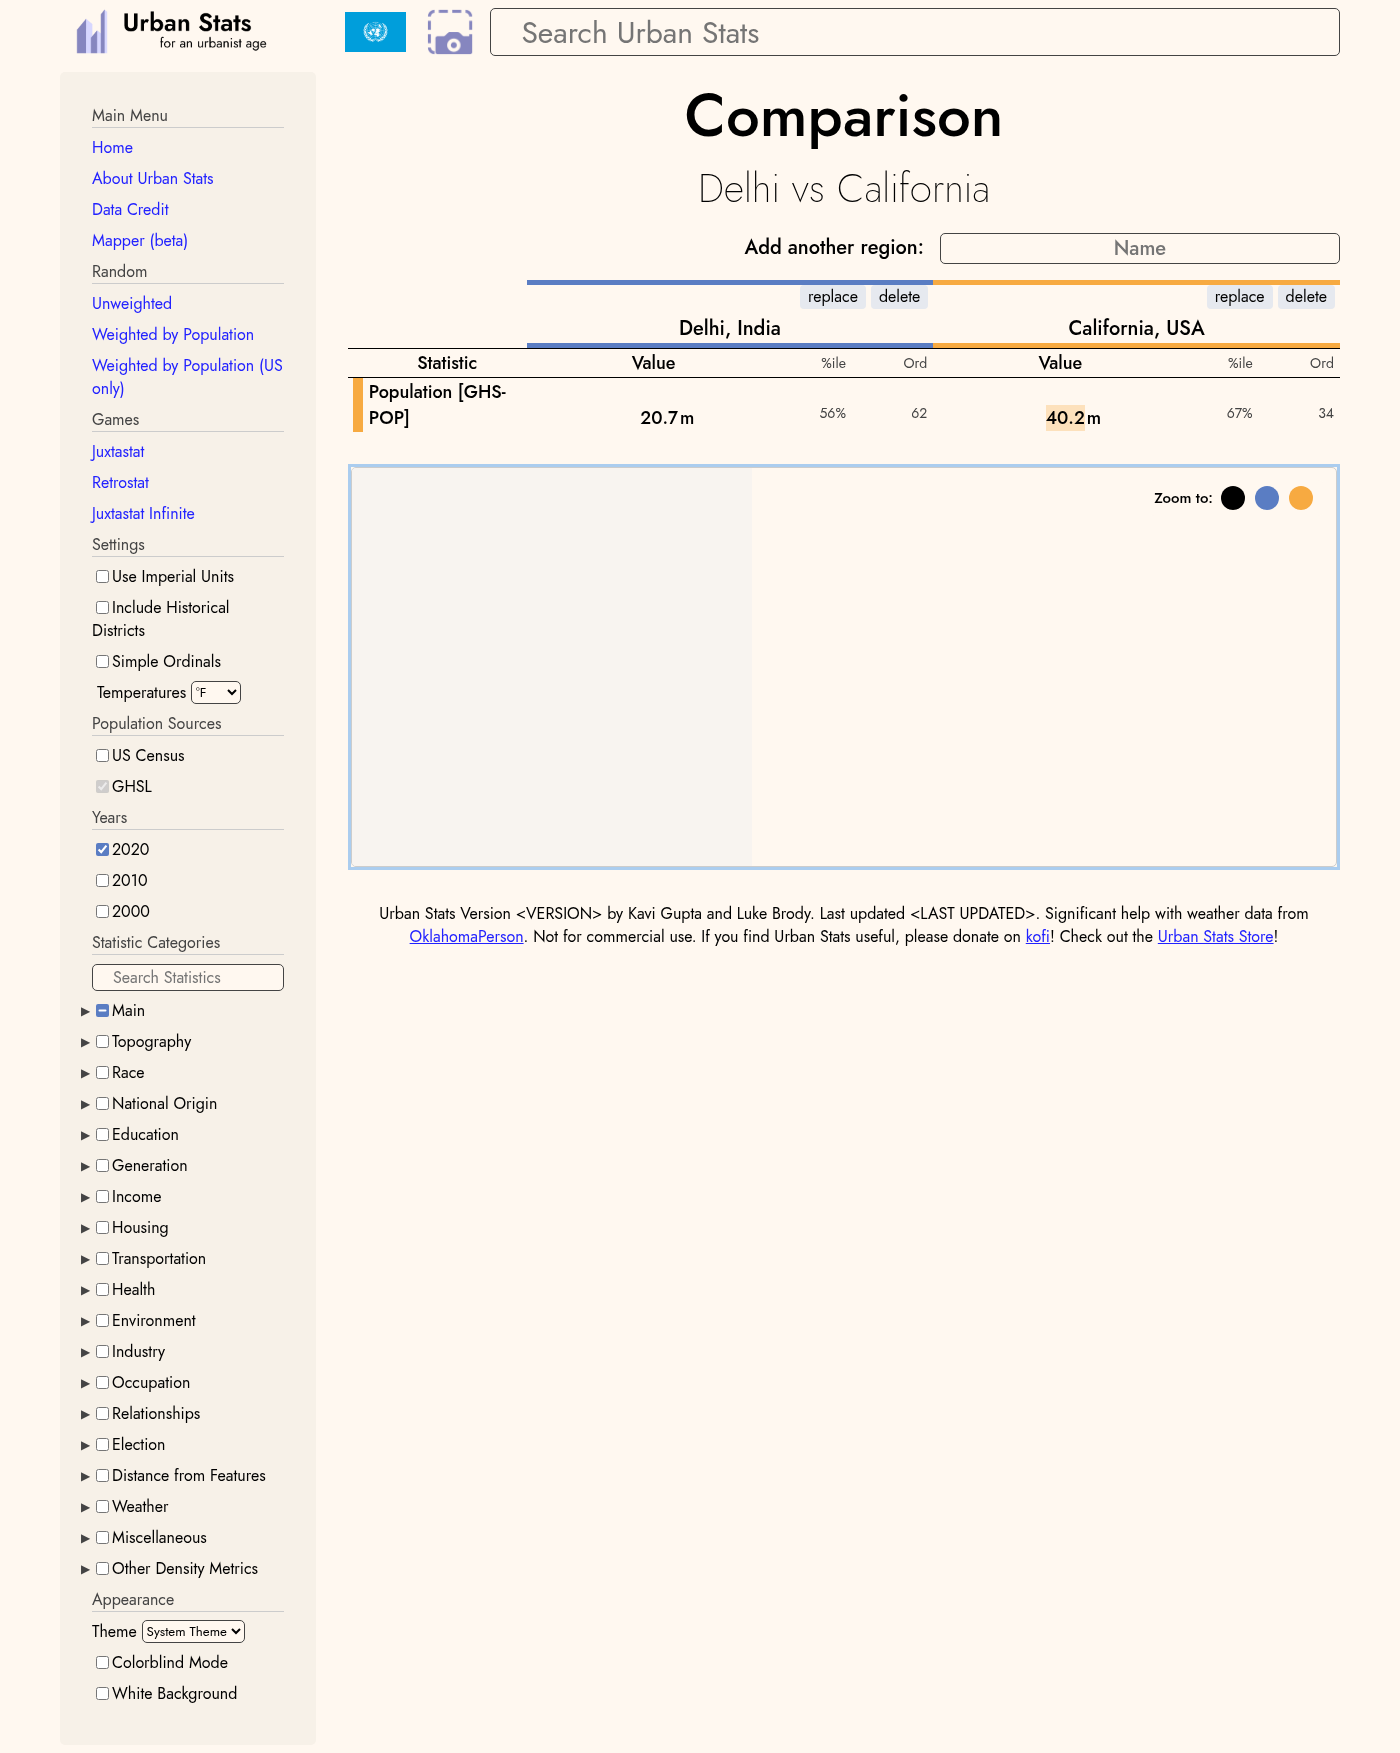 Urban Stats
for an urbanist age
Search Urban Stats
Main Menu
Home
About Urban Stats
Data Credit
Mapper (beta)
Random
Unweighted
Weighted by Population
Weighted by Population (US
only)
Games
Juxtastat
Retrostat
Juxtastat Infinite
Settings
Use Imperial Units
Include Historical
Districts
Simple Ordinals
Temperatures °F
Population Sources
US Census
GHSL
Years
2020
2010
2000
Statistic Categories
Search Statistics
Main
Topography
Race
National Origin
Education
Generation
Income
Housing
Transportation
Health
Environment
Industry
Occupation
Relationships
Election
Distance from Features
Weather
Miscellaneous
Other Density Metrics
Appearance
Theme System Theme
Colorblind Mode
White Background
Comparison
Delhi vs California
Add another region: Name
replace delete replace delete
Delhi, India California, USA
Statistic Value %ile Ord Value %ile Ord
Population [GHS-
POP] 20.7 m 56% 62 40.2 m 67% 34
Zoom to:
Urban Stats Version <VERSION> by Kavi Gupta and Luke Brody. Last updated <LAST UPDATED>. Significant help with weather data from
OklahomaPerson. Not for commercial use. If you find Urban Stats useful, please donate on kofi! Check out the Urban Stats Store!